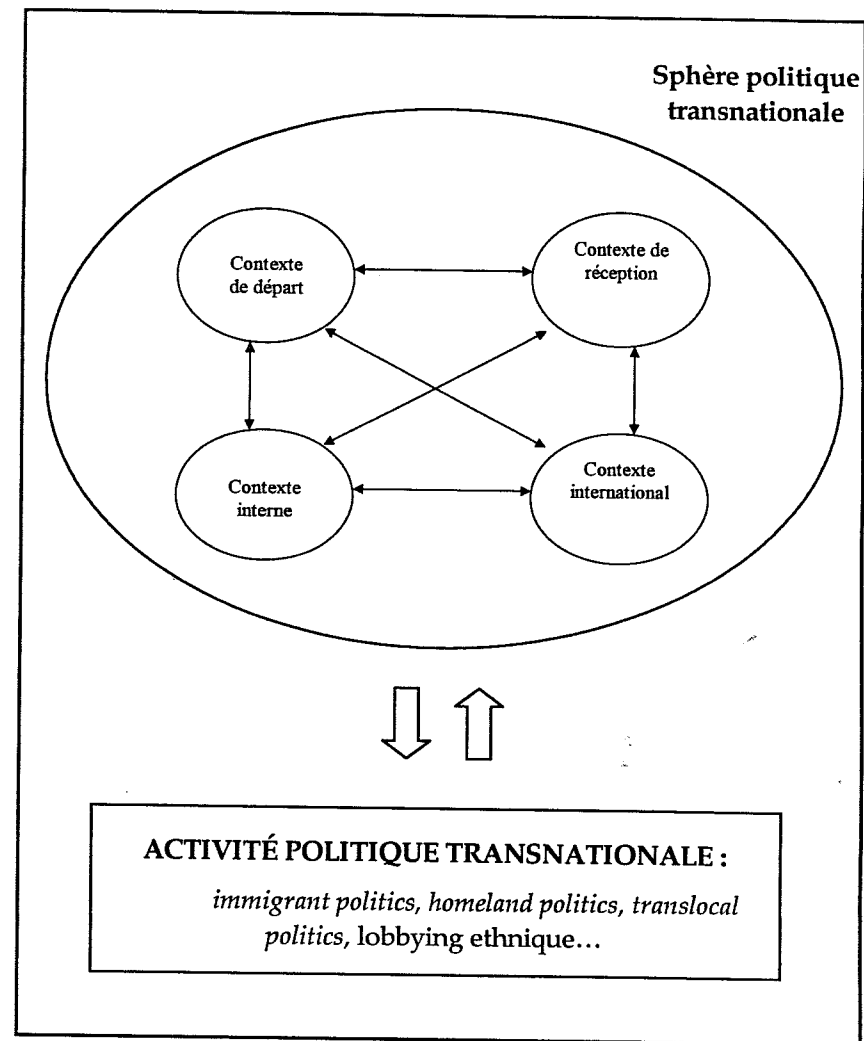 Sphère politique
transnationale
Contexte
de départ
Contexte de
réception
Contexte
interne
Contexte
international
ACTIVITÉ POLITIQUE TRANSNATIONALE :
immigrant politics, homeland politics, translocal
politics, lobbying ethnique…